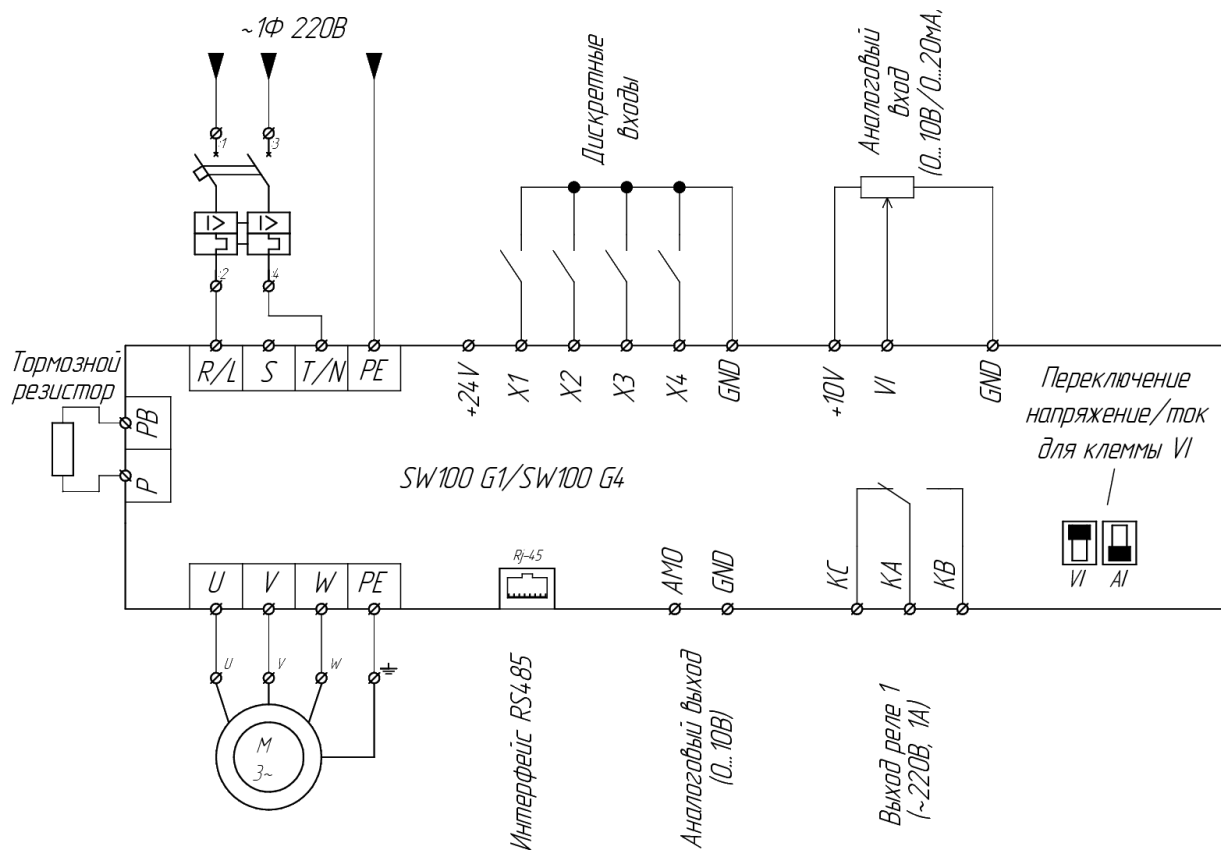 ~1Ф 220В
:1
:3
I>
I>
:2
:4
Дискретные
входы
Аналоговый
вход
(0...10В/0...20мА,
Тормозной
резистор
R/L
S
T/N
PE
+24V
X1
X2
X3
X4
GND
+10V
VI
GND
PB
P
SW100 G1/SW100 G4
Переключение
напряжение/ток
для клеммы VI
VI
AI
U
V
W
PE
Rj-45
AMO
GND
KC
KA
KB
U
V
W
M
3~
Интерфейс RS485
Аналоговый выход
(0...10В)
Выход реле 1
(~220В, 1А)